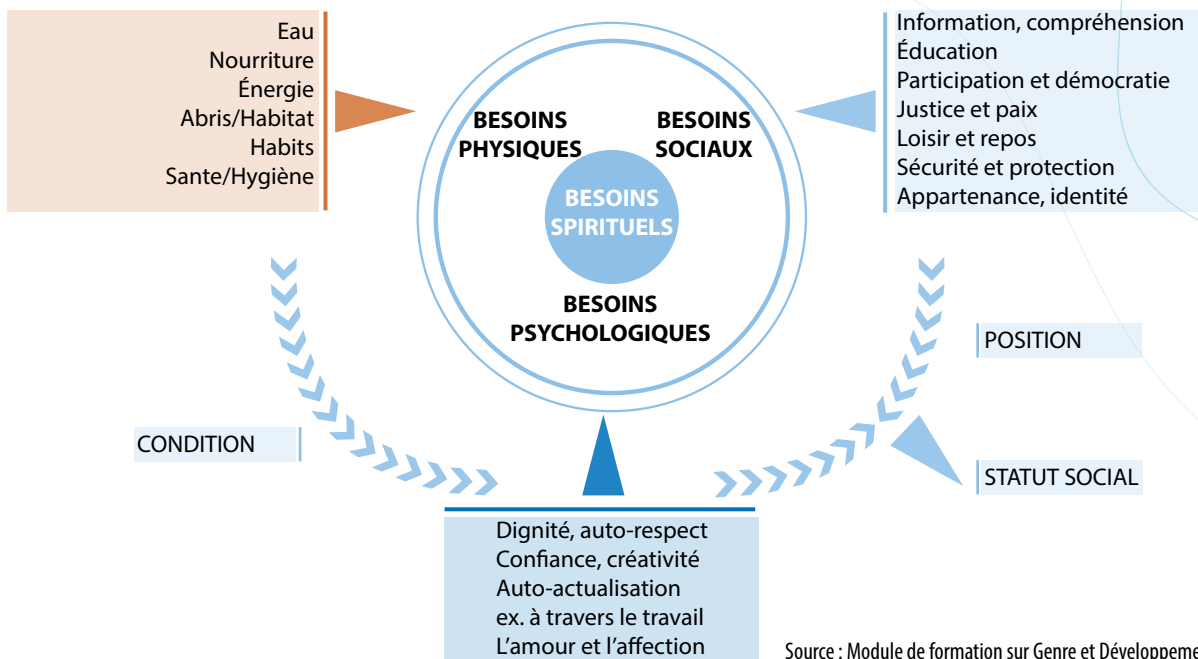 Eau
Nourriture
Énergie
Abris/Habitat
Habits
Sante/Hygiène
BESOINS
PHYSIQUES
BESOINS
SOCIAUX
BESOINS
SPIRITUELS
BESOINS
PSYCHOLOGIQUES
Information, compréhension
Éducation
Participation et démocratie
Justice et paix
Loisir et repos
Sécurité et protection
Appartenance, identité
CONDITION
POSITION
STATUT SOCIAL
Dignité, auto-respect
Confiance, créativité
Auto-actualisation
ex. à travers le travail
L'amour et l'affection
Source : Module de formation sur Genre et Développeme